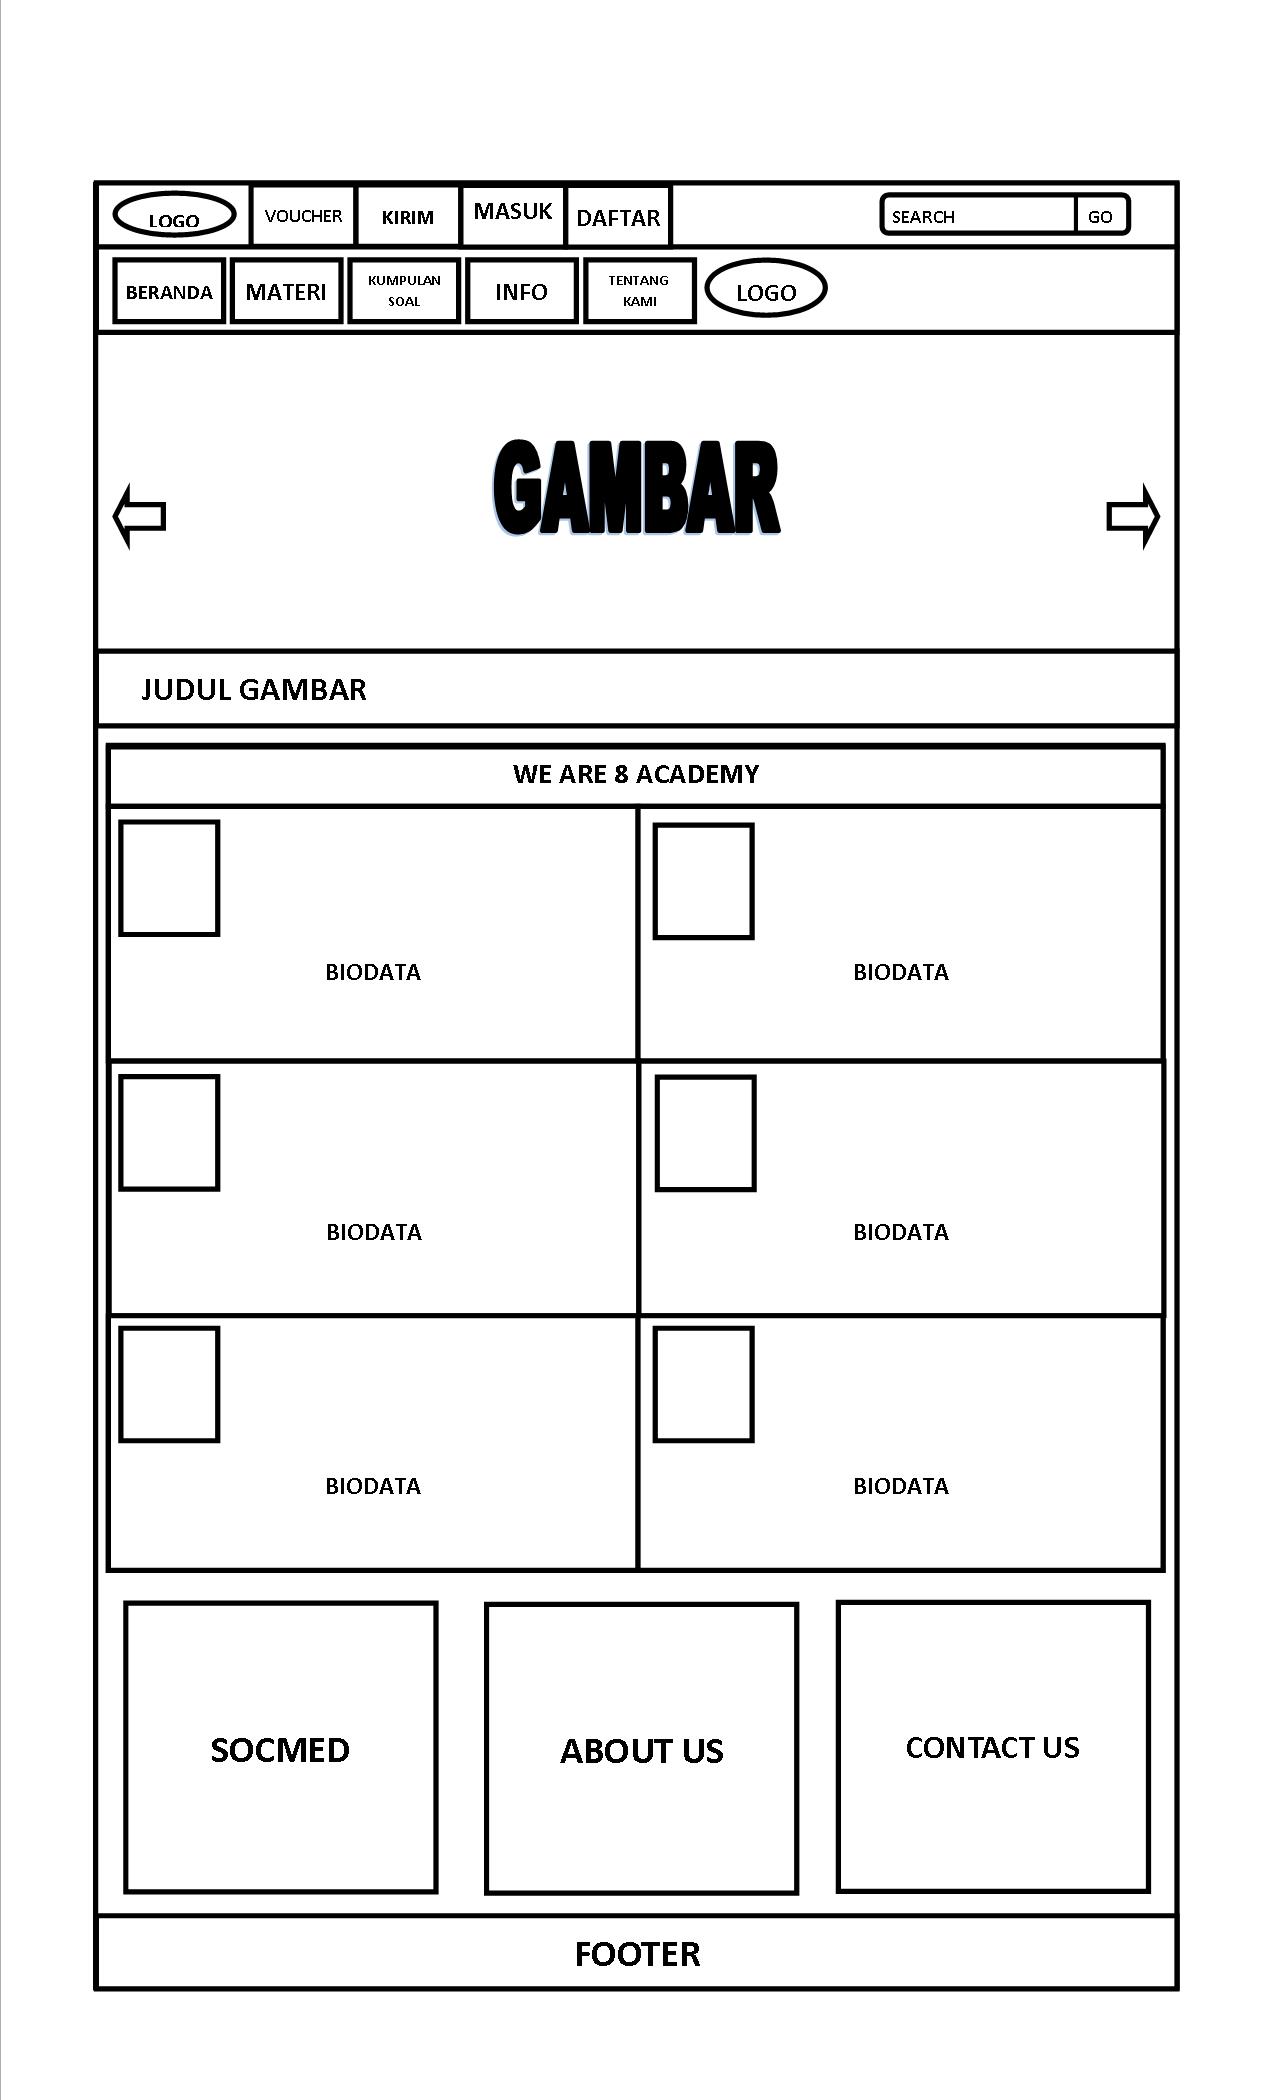 LOGO
VOUCHER
KIRIM
MASUK
DAFTAR
SEARCH
GO
BERANDA
MATERI
KUMPULAN
SOAL
INFO
TENTANG
KAMI
LOGO
GAMBAR
JUDUL GAMBAR
WE ARE 8 ACADEMY
BIODATA
BIODATA
BIODATA
BIODATA
BIODATA
BIODATA
SOCMED
ABOUT US
CONTACT US
FOOTER